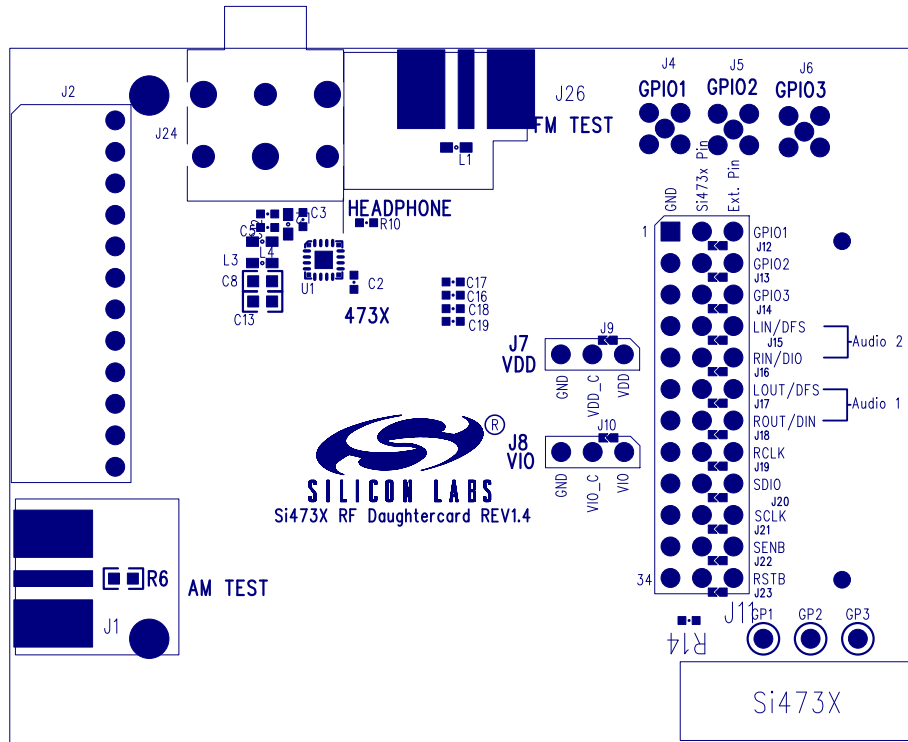 J2
J24
J26
FM TEST
L1
J4
GPIO1
J5
GPIO2
J6
GPIO3
GND
Si473x Pin
Ext. Pin
HEADPHONE
C3
C5
R10
L4
L3
C8
C13
U1
C2
473X
C17
C16
C18
C19
1
GPIO1
J12
GPIO2
J13
GPIO3
J14
LIN/DFS
J15
RIN/DIO
J16
Audio 2
LOUT/DFS
J17
Audio 1
ROUT/DIN
J18
RCLK
J19
SDIO
J20
SCLK
J21
SENB
J22
34
RSTB
J23
J7
VDD
J9
GND
VDD_C
VDD
J8
VIO
J10
GND
VIO_C
VIO
®
SILICON LABS
Si473X RF Daughtercard REV1.4
R6
AM TEST
J1
J11
R14
GP1
GP2
GP3
Si473X